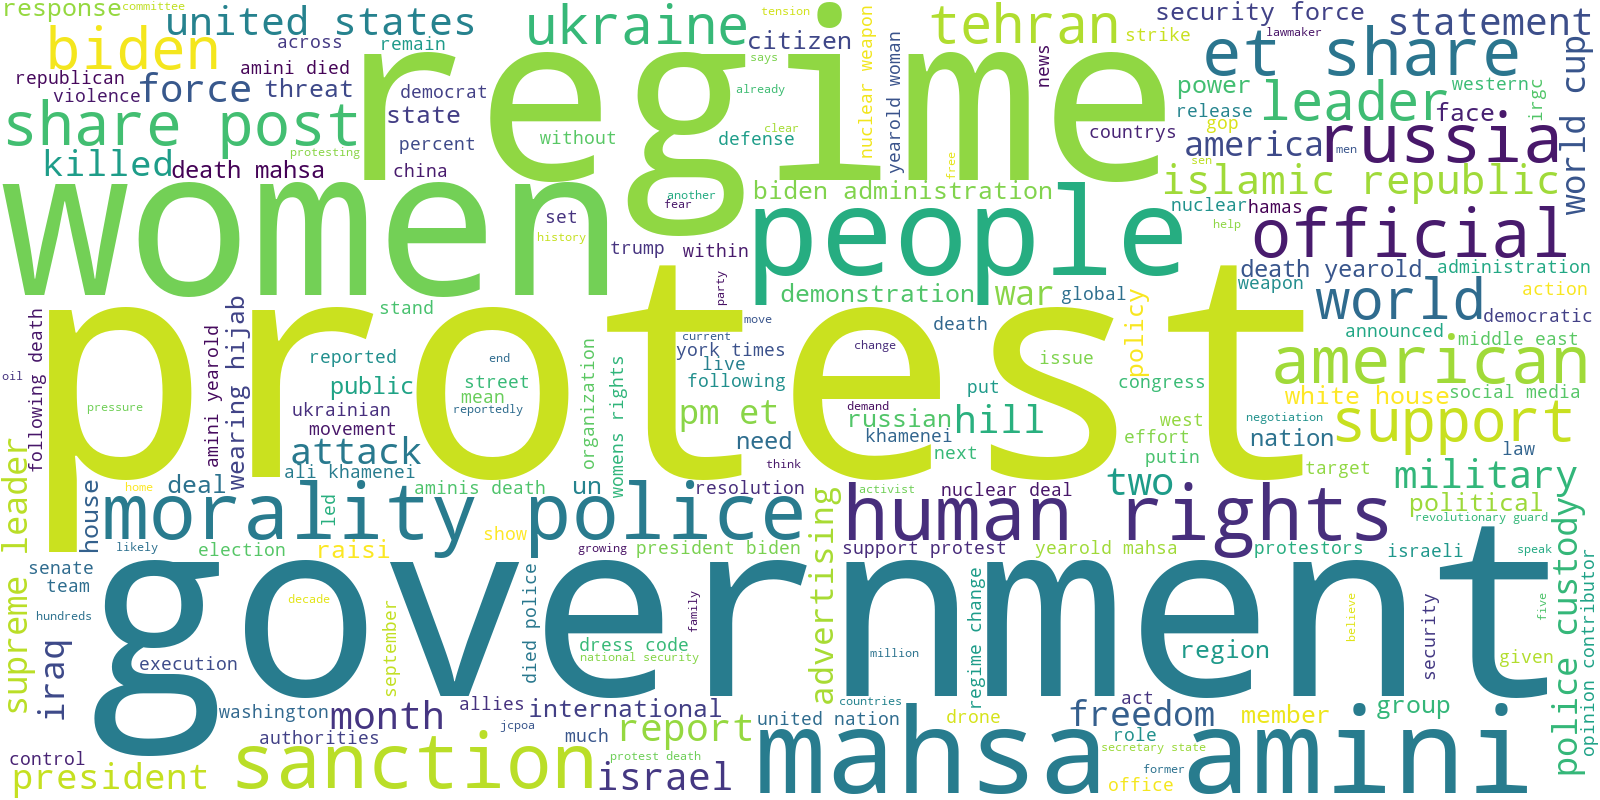 response
committee
united states
ukraine
tension
tehran
security force
statement
biden
across
remain
regime
citizen
says
strike
lawmaker
et share
world cup
republican
amini died
nuclear weapon
yearold woman
news
violence
force
threat
democrat
already
power
western
irgc
share post
state
release
leader
face
killed
death mahsa
protesting
percent
china
without
defense
clear
free
countrys
gop
sen
america
men
russia
women
set
history
another
fear
biden administration
islamic republic
trump
within
people
nuclear
hamas
help
official
party
demonstration
war
global
death yearold
weapon
administration
world
action
democratic
following death
amini yearold
wearing hijab
stand
protest
move
death
policy
announced
middle east
oil
reported
end
organization
womens rights
current
york times
live
change
issue
american
public
street
mean
following
put
congress
white house
social media
pressure
ukrainian
reportedly
pm et
demand
russian
hill
west
negotiation
support
movement
need
khamenei
effort
nation
law
attack
next
putin
supreme leader
ali khamenei
think
target
military
home
deal
aminis death
un
resolution
activist
nuclear deal
two
house
led
morality police
advertising
human rights
political
revolutionary guard
police custody
likely
election
raisi
show
growing
president biden
support protest
yearold mahsa
protestors
israeli
speak
opinion contributor
senate
team
government
hundreds
decade
september
died police
family
regime change
believe
security
five
iraq
execution
dress code
national security
million
region
given
washington
month
allies
international
countries
act
authorities
jcpoa
much
report
united nation
drone
freedom
role
member
group
control
sanction
protest death
mahsa amini
secretary state
president
israel
former
office